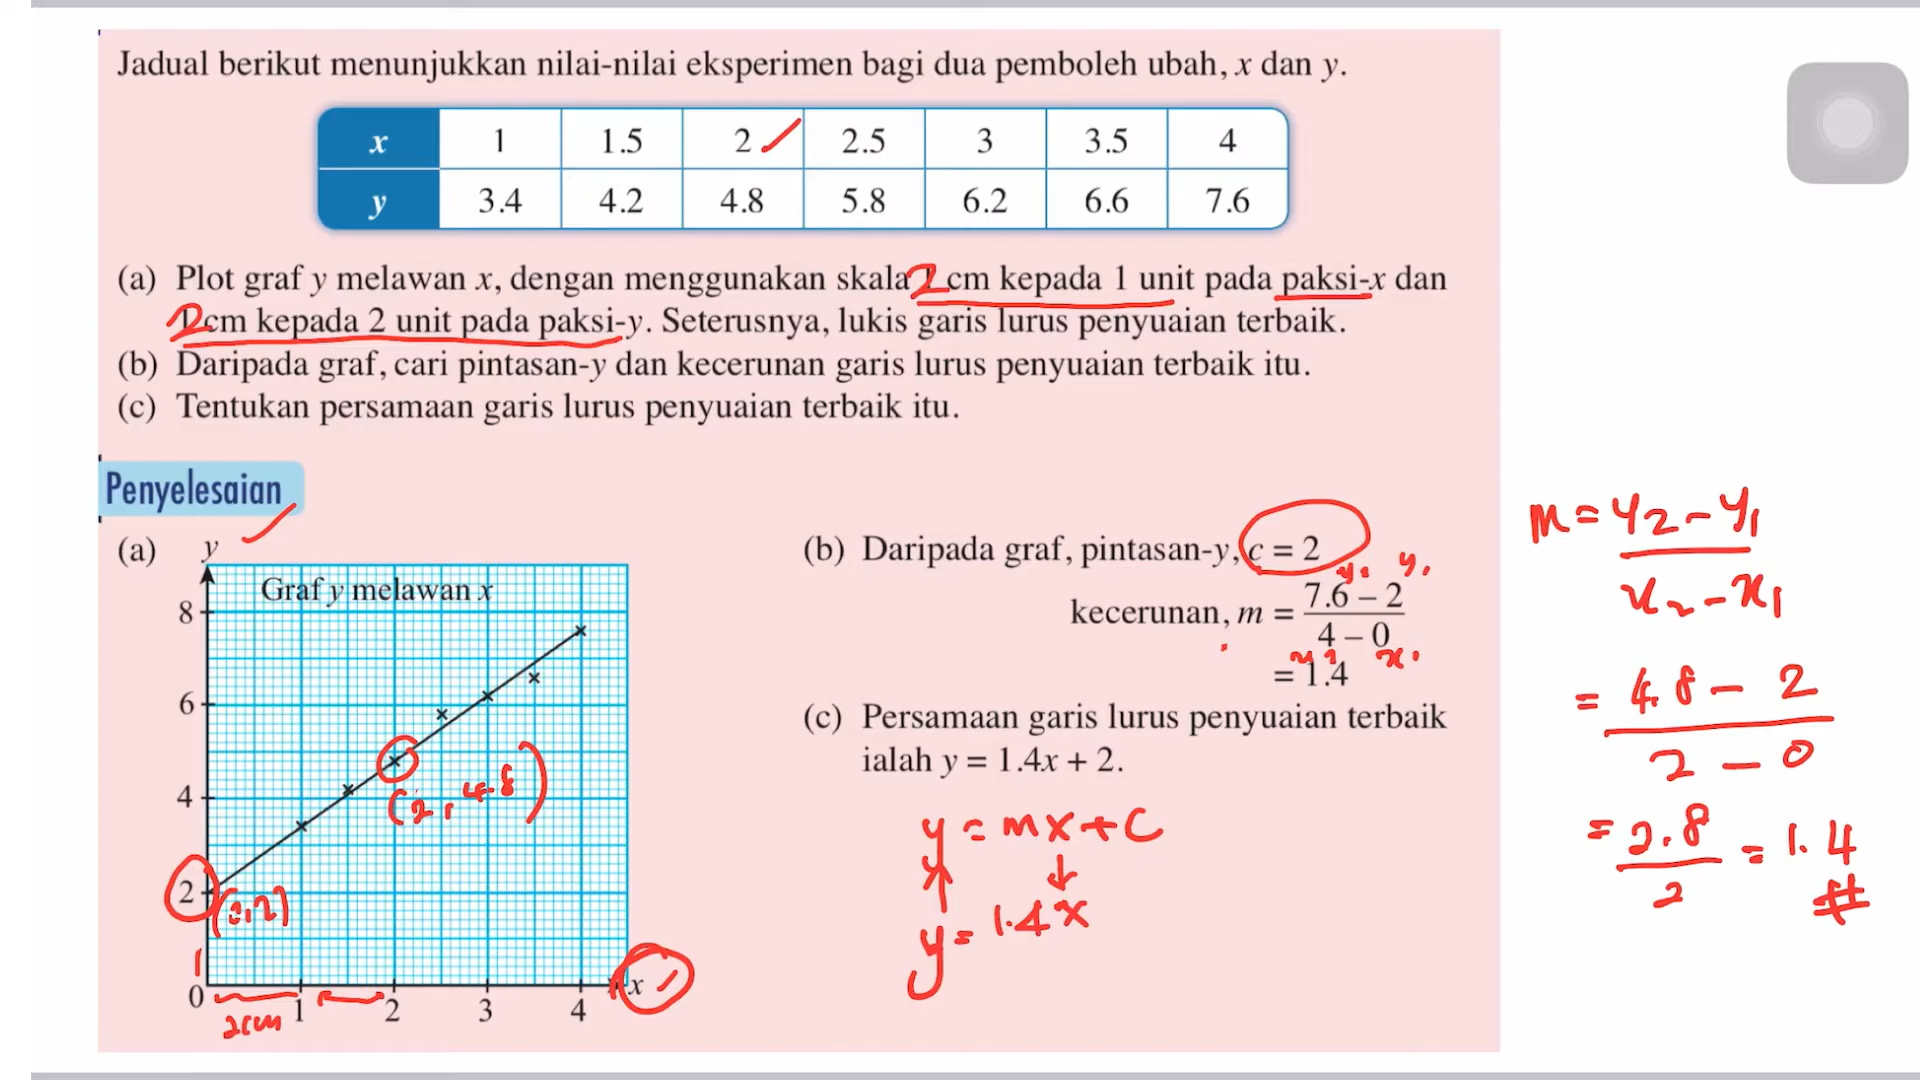 Jadual berikut menunjukkan nilai-nilai eksperimen bagi dua pemboleh ubah, x dan y.
x 1 1.5 2 2.5 3 3.5 4
y 3.4 4.2 4.8 5.8 6.2 6.6 7.6
(a) Plot graf y melawan x, dengan menggunakan skala 2 cm kepada 1 unit pada paksi-x dan
2 cm kepada 2 unit pada paksi-y. Seterusnya, lukis garis lurus penyuaian terbaik.
(b) Daripada graf, cari pintasan-y dan kecerunan garis lurus penyuaian terbaik itu.
(c) Tentukan persamaan garis lurus penyuaian terbaik itu.
Penyelesaian
(a)
y
Graf y melawan x
8
6
4
2
1
0 1 2 3 4 x
(2, 4.8)
2cm
(b) Daripada graf, pintasan-y, c = 2
y2 y1
kecerunan, m = 7.6 – 2
4 – 0
x2 x1
= 1.4
(c) Persamaan garis lurus penyuaian terbaik
ialah y = 1.4x + 2.
y = mx + c
y = 1.4x
m = y2 - y1
x2 - x1
= 4.8 - 2
2 - 0
= 2.8
2
= 1.4
#